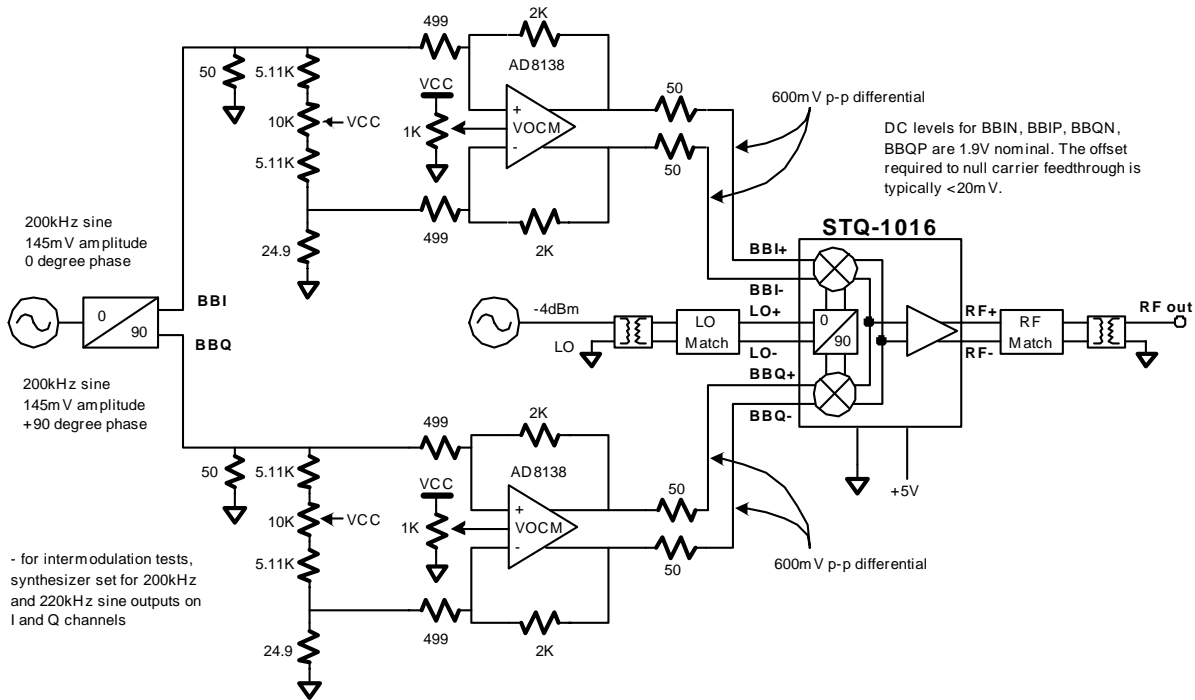 499
2K
AD8138
50
5.11K
10K
VCC
5.11K
VCC
1K
+
VOCM
-
50
50
600mV p-p differential
DC levels for BBIN, BBIP, BBQN,
BBQP are 1.9V nominal. The offset
required to null carrier feedthrough is
typically <20mV.
499
2K
24.9
200kHz sine
145mV amplitude
0 degree phase
0
90
BBI
BBQ
200kHz sine
145mV amplitude
+90 degree phase
STQ-1016
BBI+
BBI-
-4dBm
LO
LO
Match
LO+
LO-
0
90
BBQ+
BBQ-
RF+
RF-
RF
Match
RF out
+5V
499
2K
AD8138
50
5.11K
10K
VCC
5.11K
VCC
1K
+
VOCM
-
50
50
600mV p-p differential
499
2K
24.9
- for intermodulation tests,
synthesizer set for 200kHz
and 220kHz sine outputs on
I and Q channels